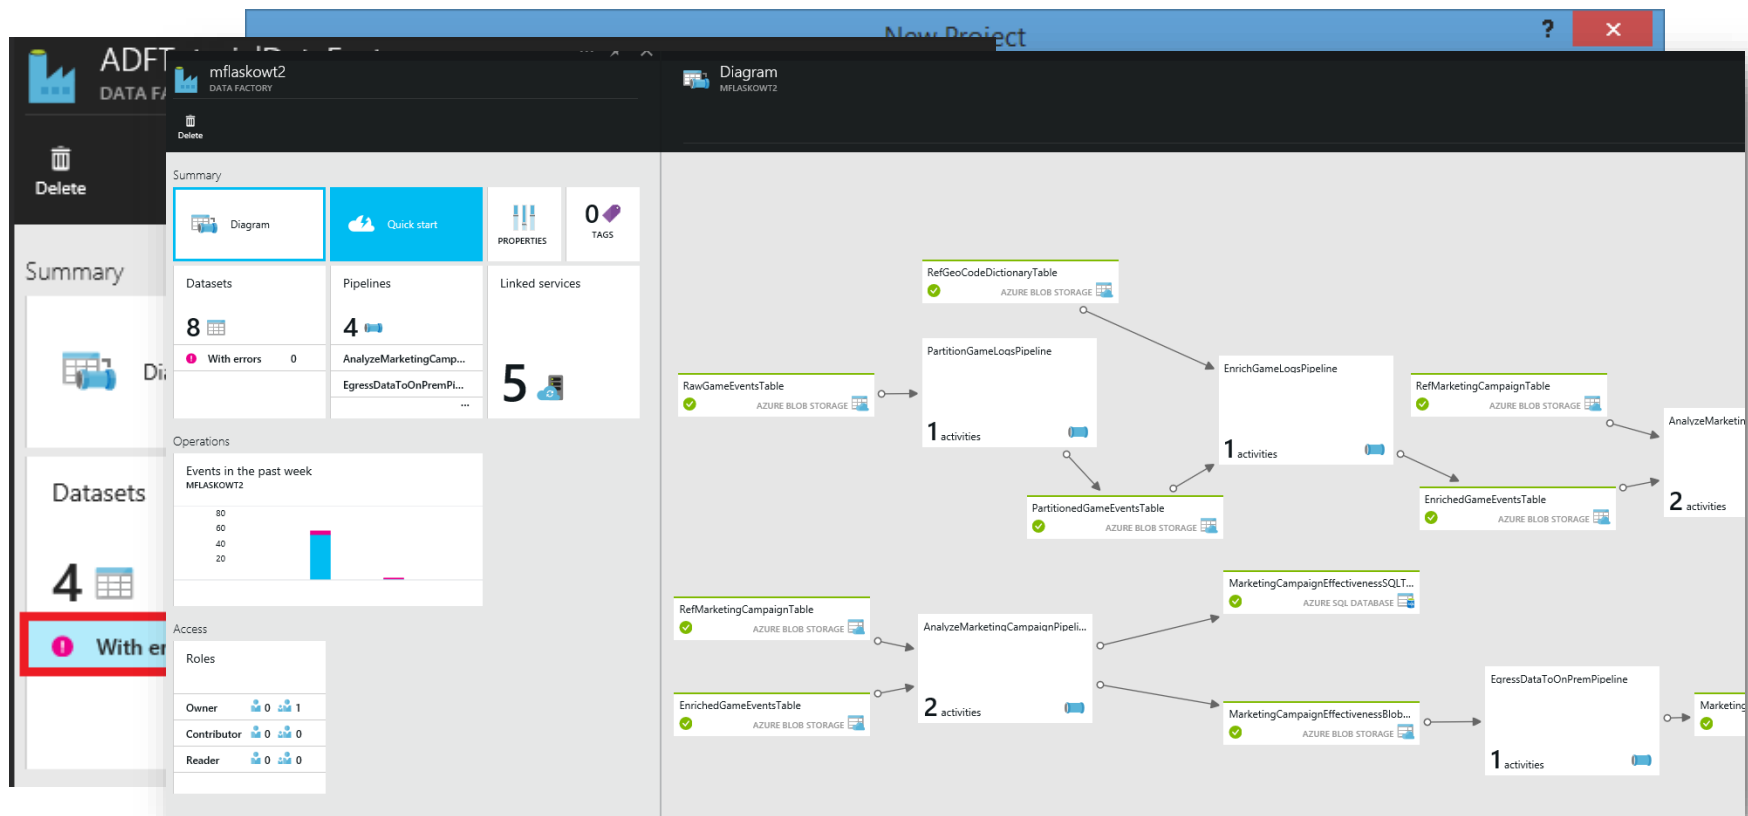 New Project
?
DATA FA
Delete
Summary
Datasets
4
mflaskowt2
DATA FACTORY
Delete
Summary
Diagram
Quick start
PROPERTIES
0
TAGS
Datasets
8
With errors 0
Pipelines
4
AnalyzeMarketingCamp...
EgressDataToOnPremPi...
...
Linked services
5
Operations
Events in the past week
MFLASKOWT2
80
60
40
20
Access
Roles
Owner 0 1
Contributor 0 0
Reader 0 0
Diagram
MFLASKOWT2
RefGeoCodeDictionaryTable
AZURE BLOB STORAGE
PartitionGameLogsPipeline
1 activities
EnrichGameLogsPipeline
1 activities
RawGameEventsTable
AZURE BLOB STORAGE
RefMarketingCampaignTable
AZURE BLOB STORAGE
AnalyzeMarketin
2 activities
PartitionedGameEventsTable
AZURE BLOB STORAGE
EnrichedGameEventsTable
AZURE BLOB STORAGE
RefMarketingCampaignTable
AZURE BLOB STORAGE
AnalyzeMarketingCampaignPipeli...
2 activities
EnrichedGameEventsTable
AZURE BLOB STORAGE
MarketingCampaignEffectivenessSQLT...
AZURE SQL DATABASE
MarketingCampaignEffectivenessBlob...
AZURE BLOB STORAGE
EgressDataToOnPremPipeline
1 activities
Marketing